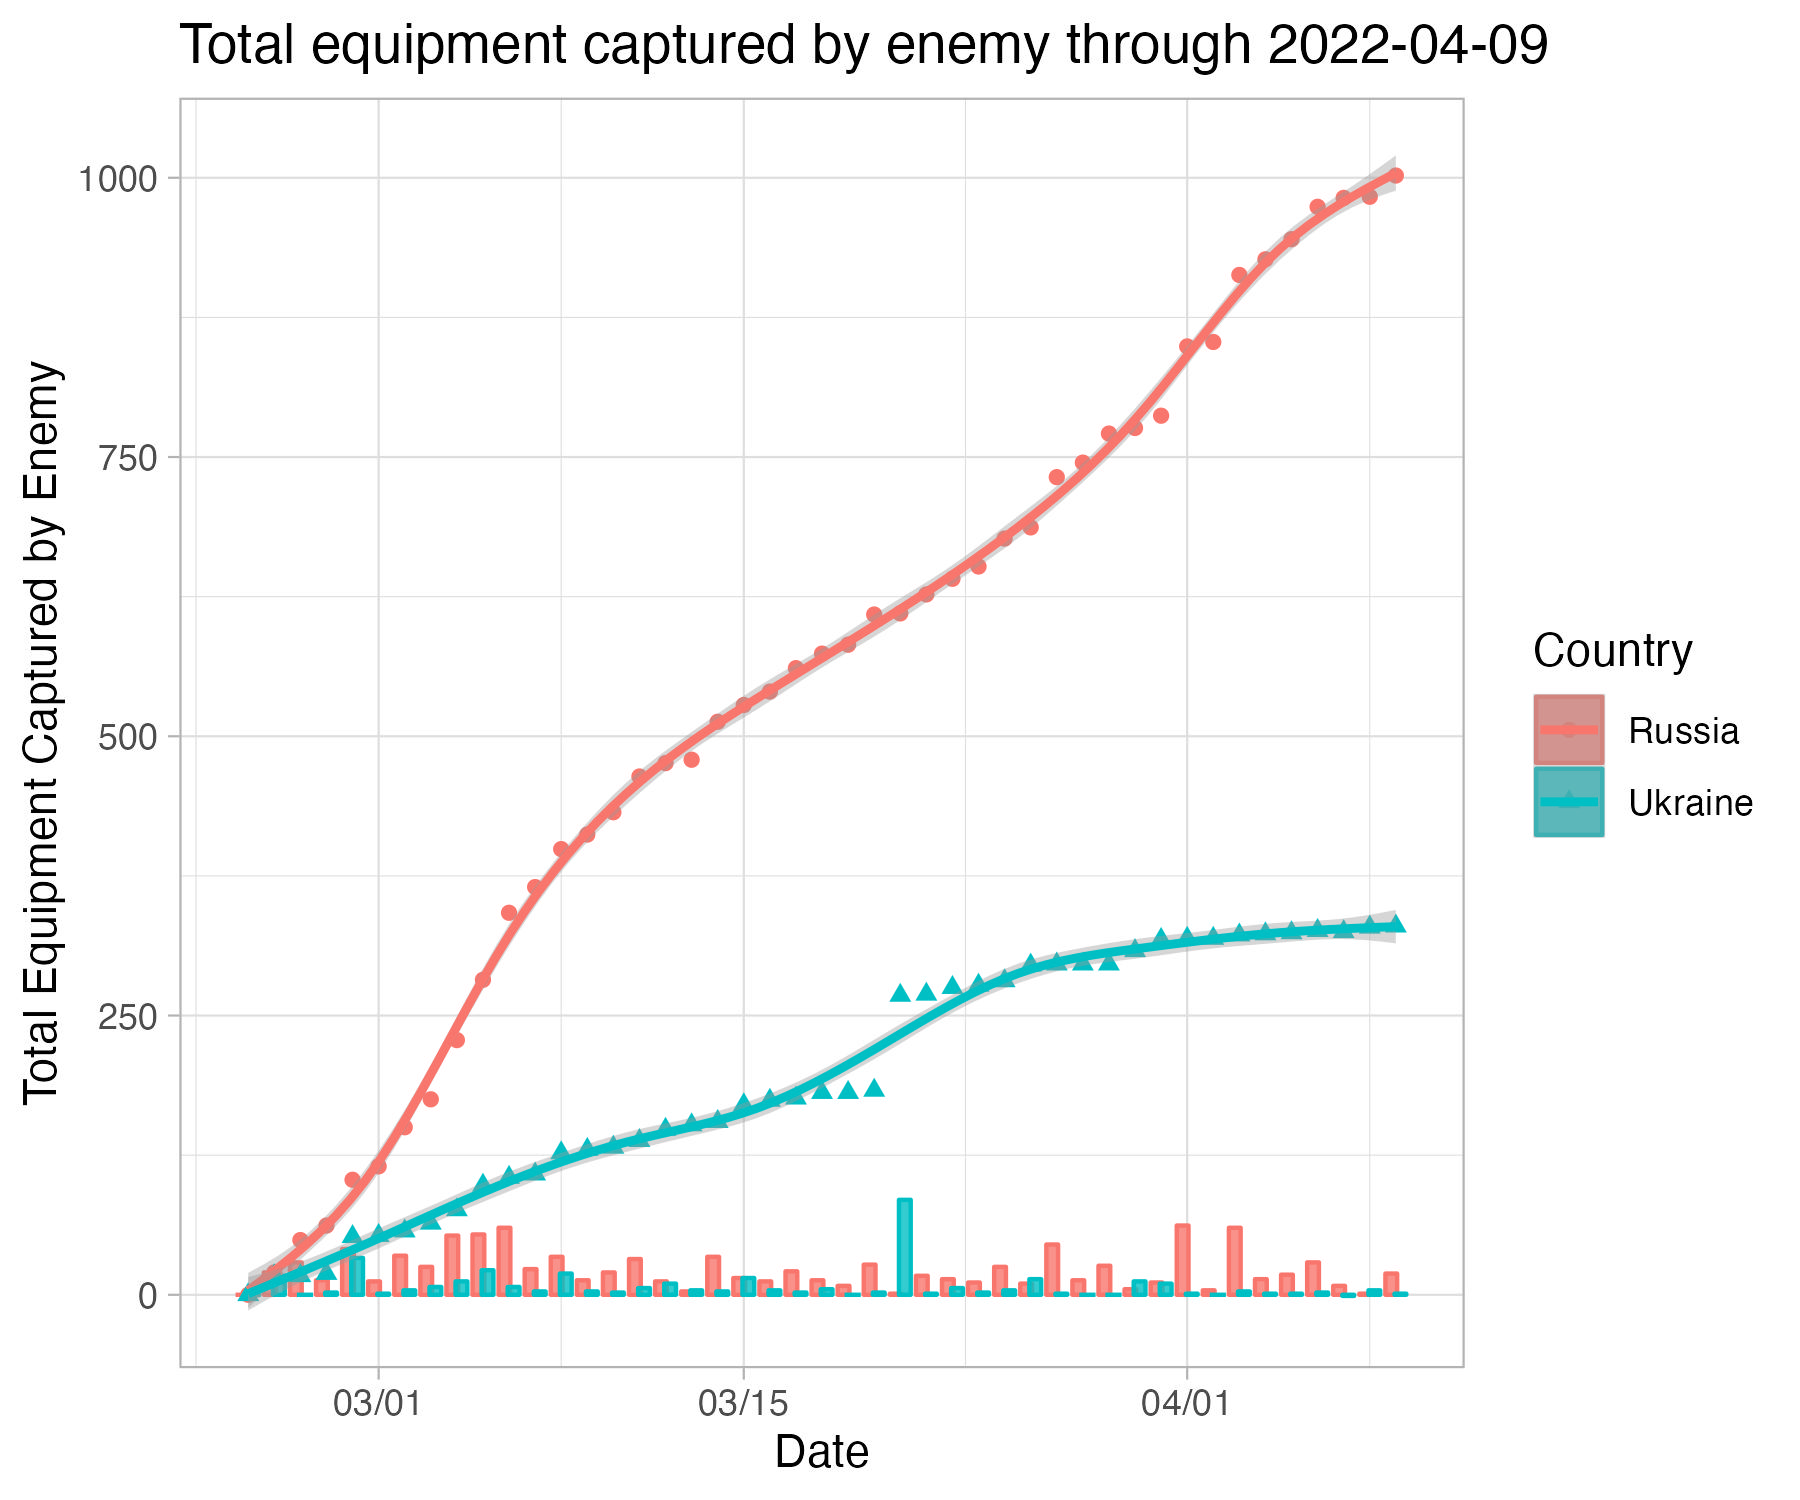 Total equipment captured by enemy through 2022-04-09
Total Equipment Captured by Enemy
1000
750
500
250
0
03/01
03/15
04/01
Date
Country
Russia
Ukraine